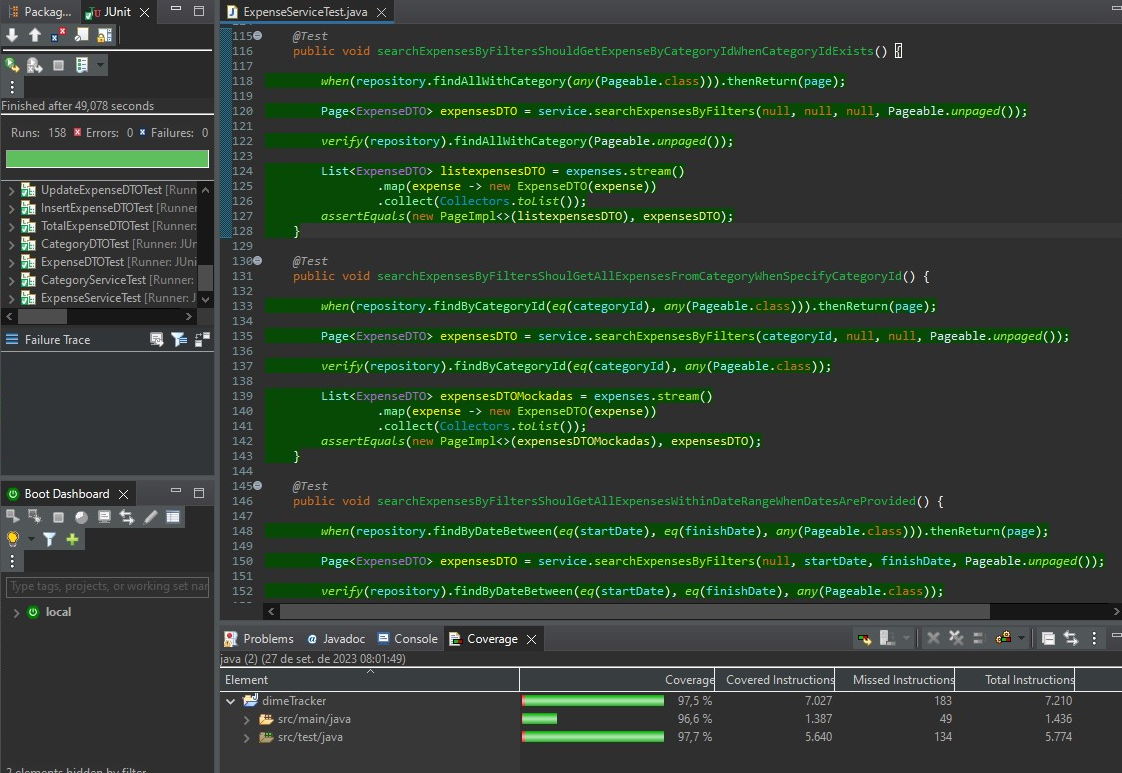 Packag...
JUnit
Finished after 49,078 seconds
Runs: 158
Errors: 0
Failures: 0
UpdateExpenseDTOTest [Runn
InsertExpenseDTOTest [Runner
TotalExpenseDTOTest [Runner:
CategoryDTOTest [Runner: JUn
ExpenseDTOTest [Runner: JUni
CategoryServiceTest [Runner:
ExpenseServiceTest [Runner: J
Failure Trace
Boot Dashboard
Type tags, projects, or working set nar
local
ExpenseServiceTest.java
115 @Test
116 public void searchExpensesByFiltersShouldGetExpenseByCategoryIdWhenCategoryIdExists() {
117
118 when(repository.findAllWithCategory(any(Pageable.class))).thenReturn(page);
119
120 Page<ExpenseDTO> expensesDTO = service.searchExpensesByFilters(null, null, null, Pageable.unpaged());
121
122 verify(repository).findAllWithCategory(Pageable.unpaged());
123
124 List<ExpenseDTO> listexpensesDTO = expenses.stream()
125 .map(expense -> new ExpenseDTO(expense))
126 .collect(Collectors.toList());
127 assertEquals(new PageImpl<>(listexpensesDTO), expensesDTO);
128 }
129
130 @Test
131 public void searchExpensesByFiltersShoulGetAllExpensesFromCategoryWhenSpecifyCategoryId() {
132
133 when(repository.findByCategoryId(eq(categoryId), any(Pageable.class))).thenReturn(page);
134
135 Page<ExpenseDTO> expensesDTO = service.searchExpensesByFilters(categoryId, null, null, Pageable.unpaged());
136
137 verify(repository).findByCategoryId(eq(categoryId), any(Pageable.class));
138
139 List<ExpenseDTO> expensesDTOMockadas = expenses.stream()
140 .map(expense -> new ExpenseDTO(expense))
141 .collect(Collectors.toList());
142 assertEquals(new PageImpl<>(expensesDTOMockadas), expensesDTO);
143 }
144
145 @Test
146 public void searchExpensesByFiltersShoulGetAllExpensesWithinDateRangeWhenDatesAreProvided() {
147
148 when(repository.findByDateBetween(eq(startDate), eq(finishDate), any(Pageable.class))).thenReturn(page);
149
150 Page<ExpenseDTO> expensesDTO = service.searchExpensesByFilters(null, startDate, finishDate, Pageable.unpaged());
151
152 verify(repository).findByDateBetween(eq(startDate), eq(finishDate), any(Pageable.class));
Problems
Javadoc
Console
Coverage
java (2) (27 de set. de 2023 08:01:49)
Element Coverage Covered Instructions Missed Instructions Total Instructions
dimeTracker 97,5 % 7.027 183 7.210
src/main/java 96,6 % 1.387 49 1.436
src/test/java 97,7 % 5.640 134 5.774